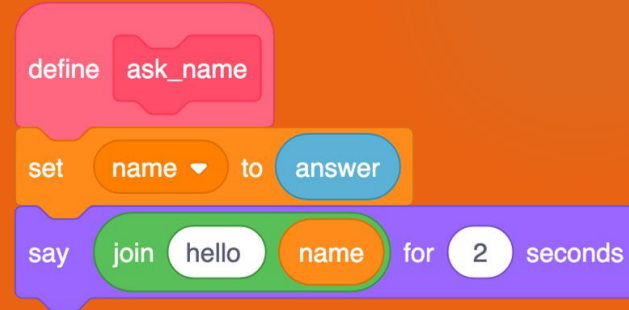 define ask_name
set name to answer
say join hello name for 2 seconds